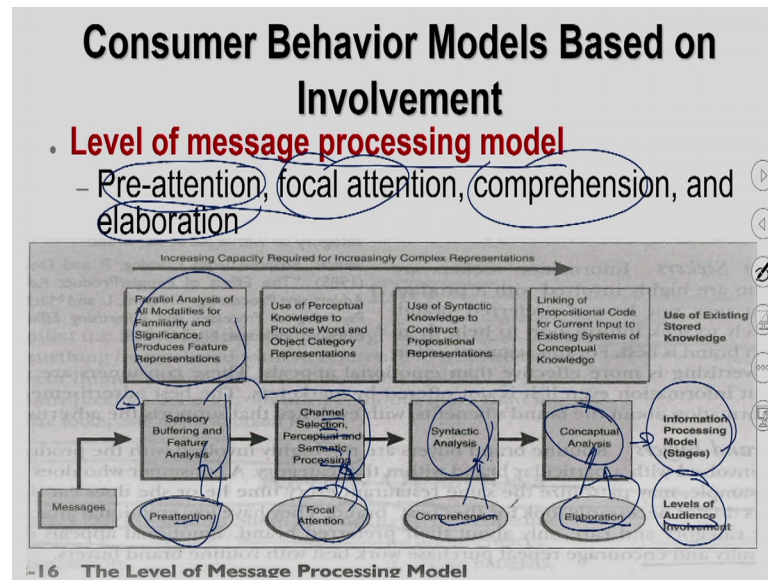 Consumer Behavior Models Based on
Involvement
• Level of message processing model
– Pre-attention, focal attention, comprehension, and
elaboration
Increasing Capacity Required for Increasingly Complex Representations
Parallel Analysis of
All Modalities for
Familiarity and
Significance;
Produces Feature
Representations
Use of Perceptual
Knowledge to
Produce Word and
Object Category
Representations
Use of Syntactic
Knowledge to
Construct
Propositional
Representations
Linking of
Propositional Code
for Current Input to
Existing Systems of
Conceptual
Knowledge
Use of Existing
Stored
Knowledge
Sensory
Buffering and
Feature
Analysis
Channel
Selection,
Perceptual and
Semantic
Processing
Syntactic
Analysis
Conceptual
Analysis
Information
Processing
Model
(Stages)
Messages
Preattention
Focal
Attention
Comprehension
Elaboration
Levels of
Audience
Involvement
-16 The Level of Message Processing Model